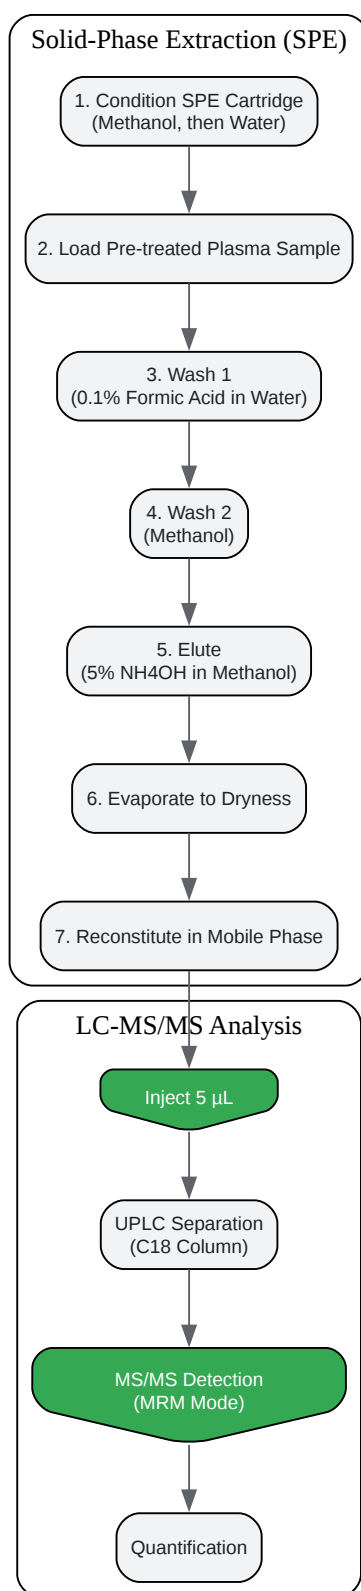 Solid-Phase Extraction (SPE)
1. Condition SPE Cartridge
(Methanol, then Water)
2. Load Pre-treated Plasma Sample
3. Wash 1
(0.1% Formic Acid in Water)
4. Wash 2
(Methanol)
5. Elute
(5% NH4OH in Methanol)
6. Evaporate to Dryness
7. Reconstitute in Mobile Phase
LC-MS/MS Analysis
Inject 5 µL
UPLC Separation
(C18 Column)
MS/MS Detection
(MRM Mode)
Quantification